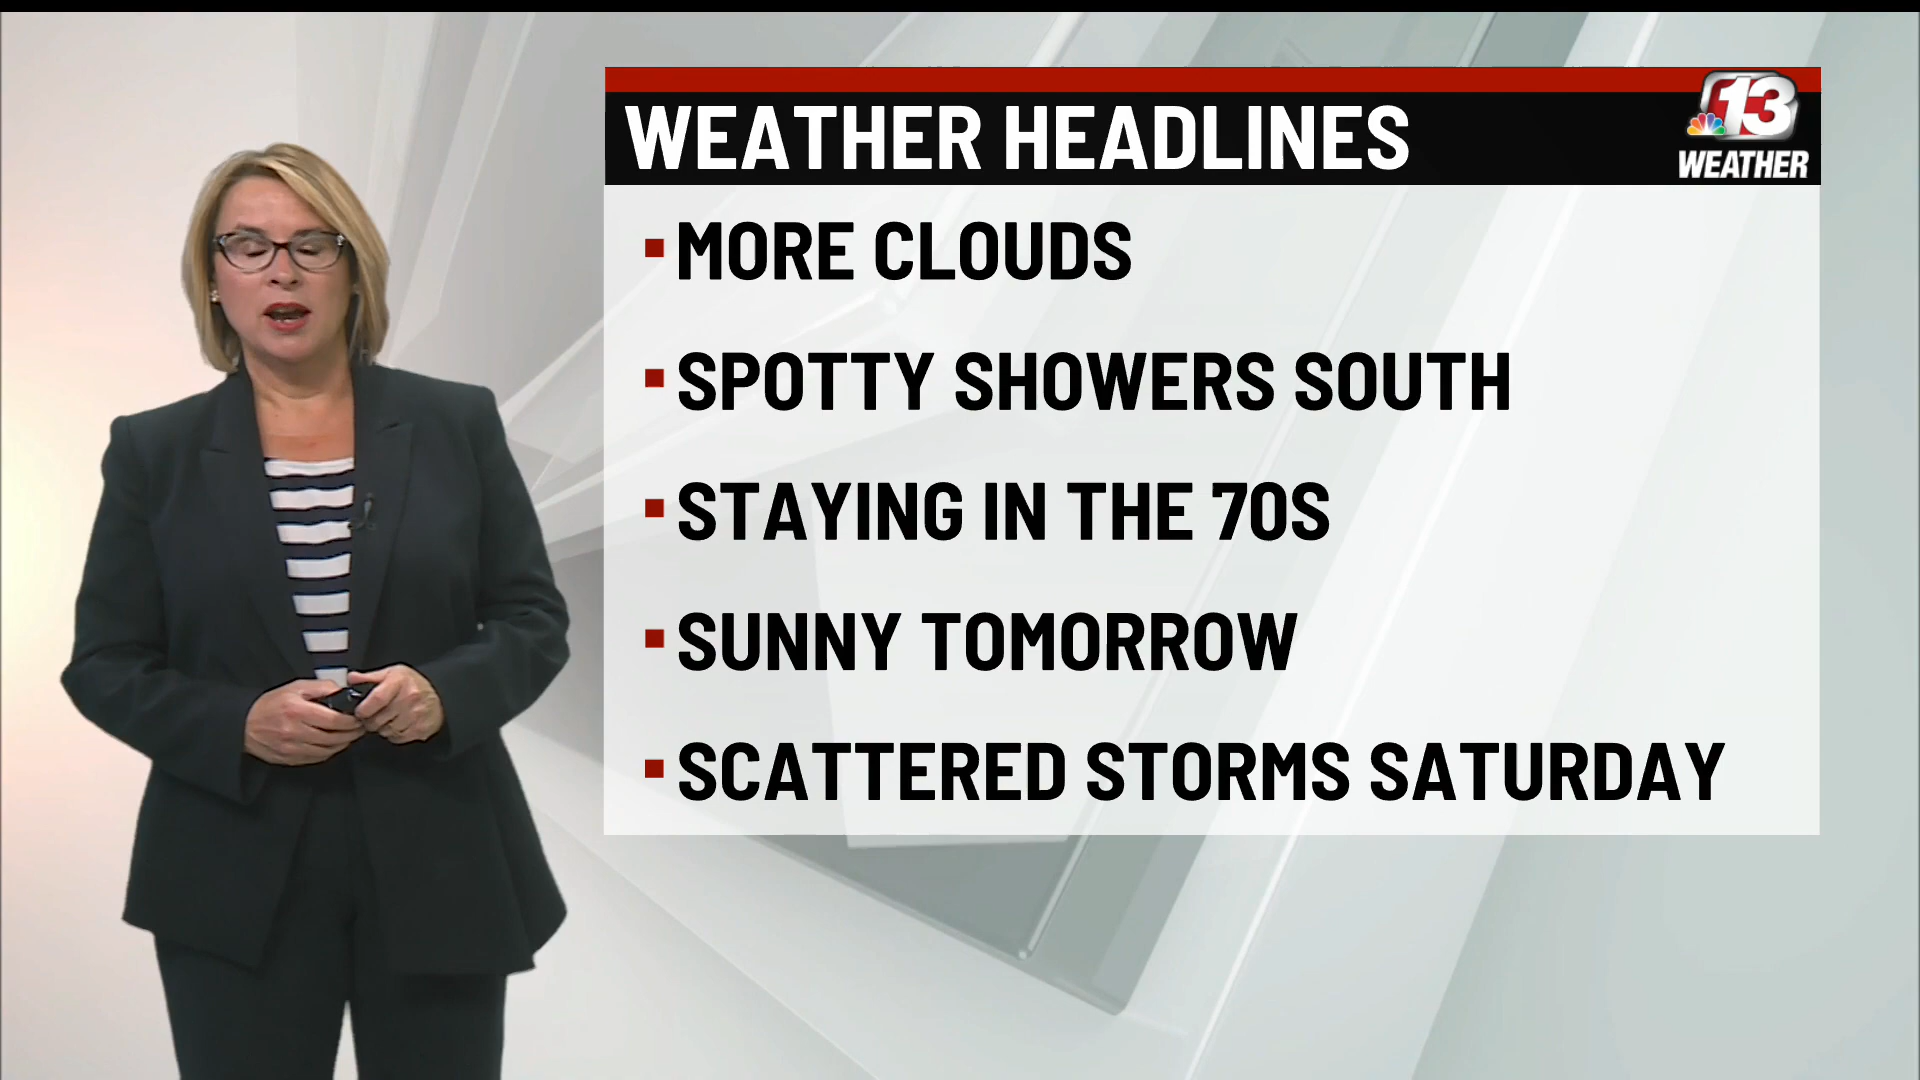 WEATHER HEADLINES
13
WEATHER
MORE CLOUDS
SPOTTY SHOWERS SOUTH
STAYING IN THE 70S
SUNNY TOMORROW
SCATTERED STORMS SATURDAY